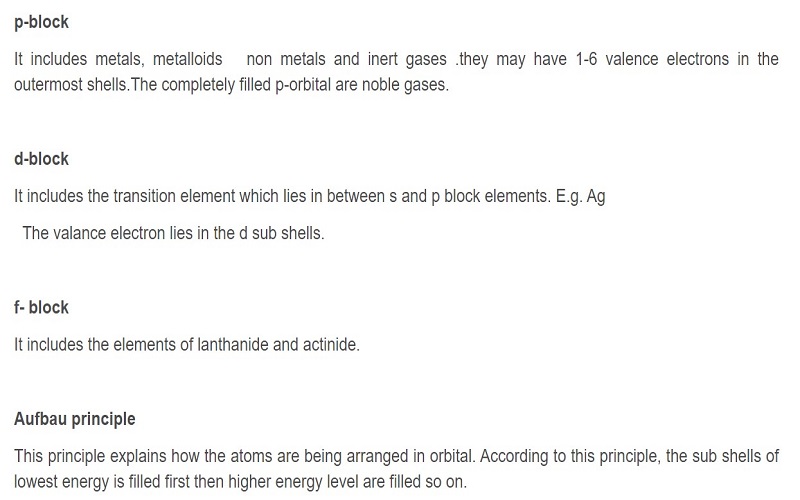 p-block
It includes metals, metalloids non metals and inert gases .they may have 1-6 valence electrons in the
outermost shells.The completely filled p-orbital are noble gases.
d-block
It includes the transition element which lies in between s and p block elements. E.g. Ag
The valance electron lies in the d sub shells.
f- block
It includes the elements of lanthanide and actinide.
Aufbau principle
This principle explains how the atoms are being arranged in orbital. According to this principle, the sub shells of
lowest energy is filled first then higher energy level are filled so on.